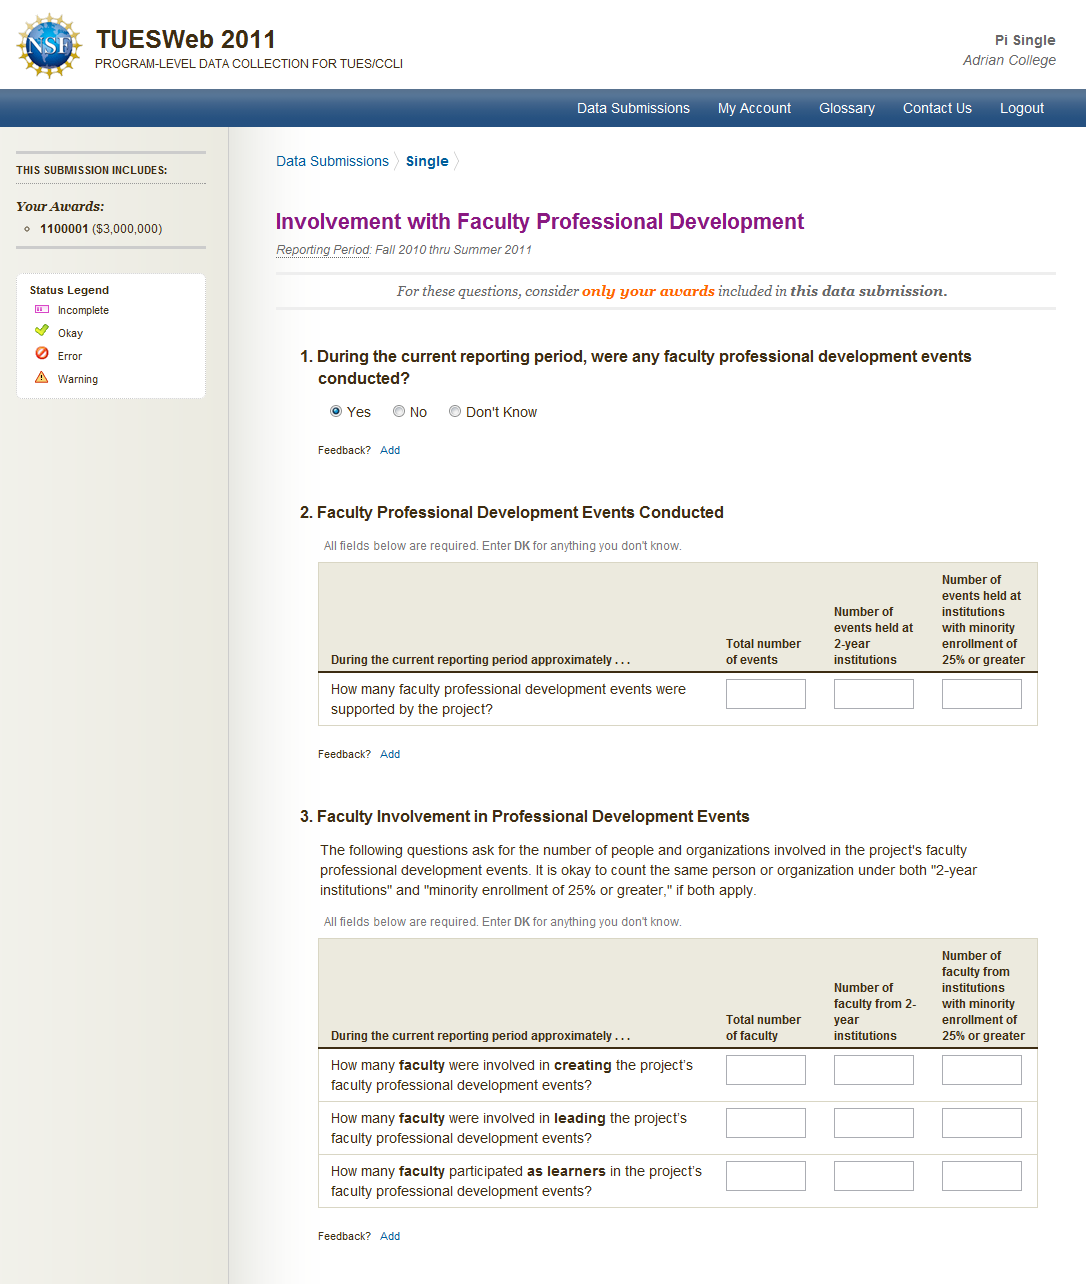 NSF
TUESWeb 2011
PROGRAM-LEVEL DATA COLLECTION FOR TUES/CCLI
Pi Single
Adrian College
Data Submissions My Account Glossary Contact Us Logout
THIS SUBMISSION INCLUDES:
Your Awards:
1100001 ($3,000,000)
Status Legend
Incomplete
Okay
Error
Warning
Data Submissions Single
Involvement with Faculty Professional Development
Reporting Period: Fall 2010 thru Summer 2011
For these questions, consider only your awards included in this data submission.
1. During the current reporting period, were any faculty professional development events
conducted?
Yes No Don't Know
Feedback? Add
2. Faculty Professional Development Events Conducted
All fields below are required. Enter DK for anything you don't know.
During the current reporting period approximately . . .
Total number
of events
Number of
events held at
2-year
institutions
Number of
events held at
institutions
with minority
enrollment of
25% or greater
How many faculty professional development events were
supported by the project?
Feedback? Add
3. Faculty Involvement in Professional Development Events
The following questions ask for the number of people and organizations involved in the project's faculty
professional development events. It is okay to count the same person or organization under both "2-year
institutions" and "minority enrollment of 25% or greater," if both apply.
All fields below are required. Enter DK for anything you don't know.
During the current reporting period approximately . . .
Total number
of faculty
Number of
faculty from 2-
year
institutions
Number of
faculty from
institutions
with minority
enrollment of
25% or greater
How many faculty were involved in creating the project's
faculty professional development events?
How many faculty were involved in leading the project's
faculty professional development events?
How many faculty participated as learners in the project's
faculty professional development events?
Feedback? Add